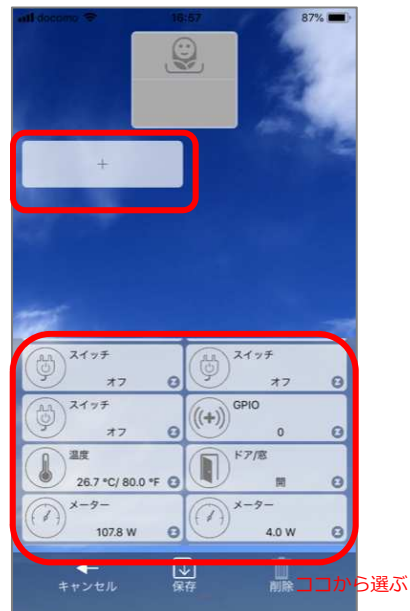 docomo 16:57 87%
+
スイッチ スイッチ
オフ オフ
スイッチ GPIO
オフ 0
温度 ドア/窓
26.7 °C/ 80.0 °F 開
メーター メーター
107.8 W 4.0 W
キャンセル 保存 削除 ココから選ぶ